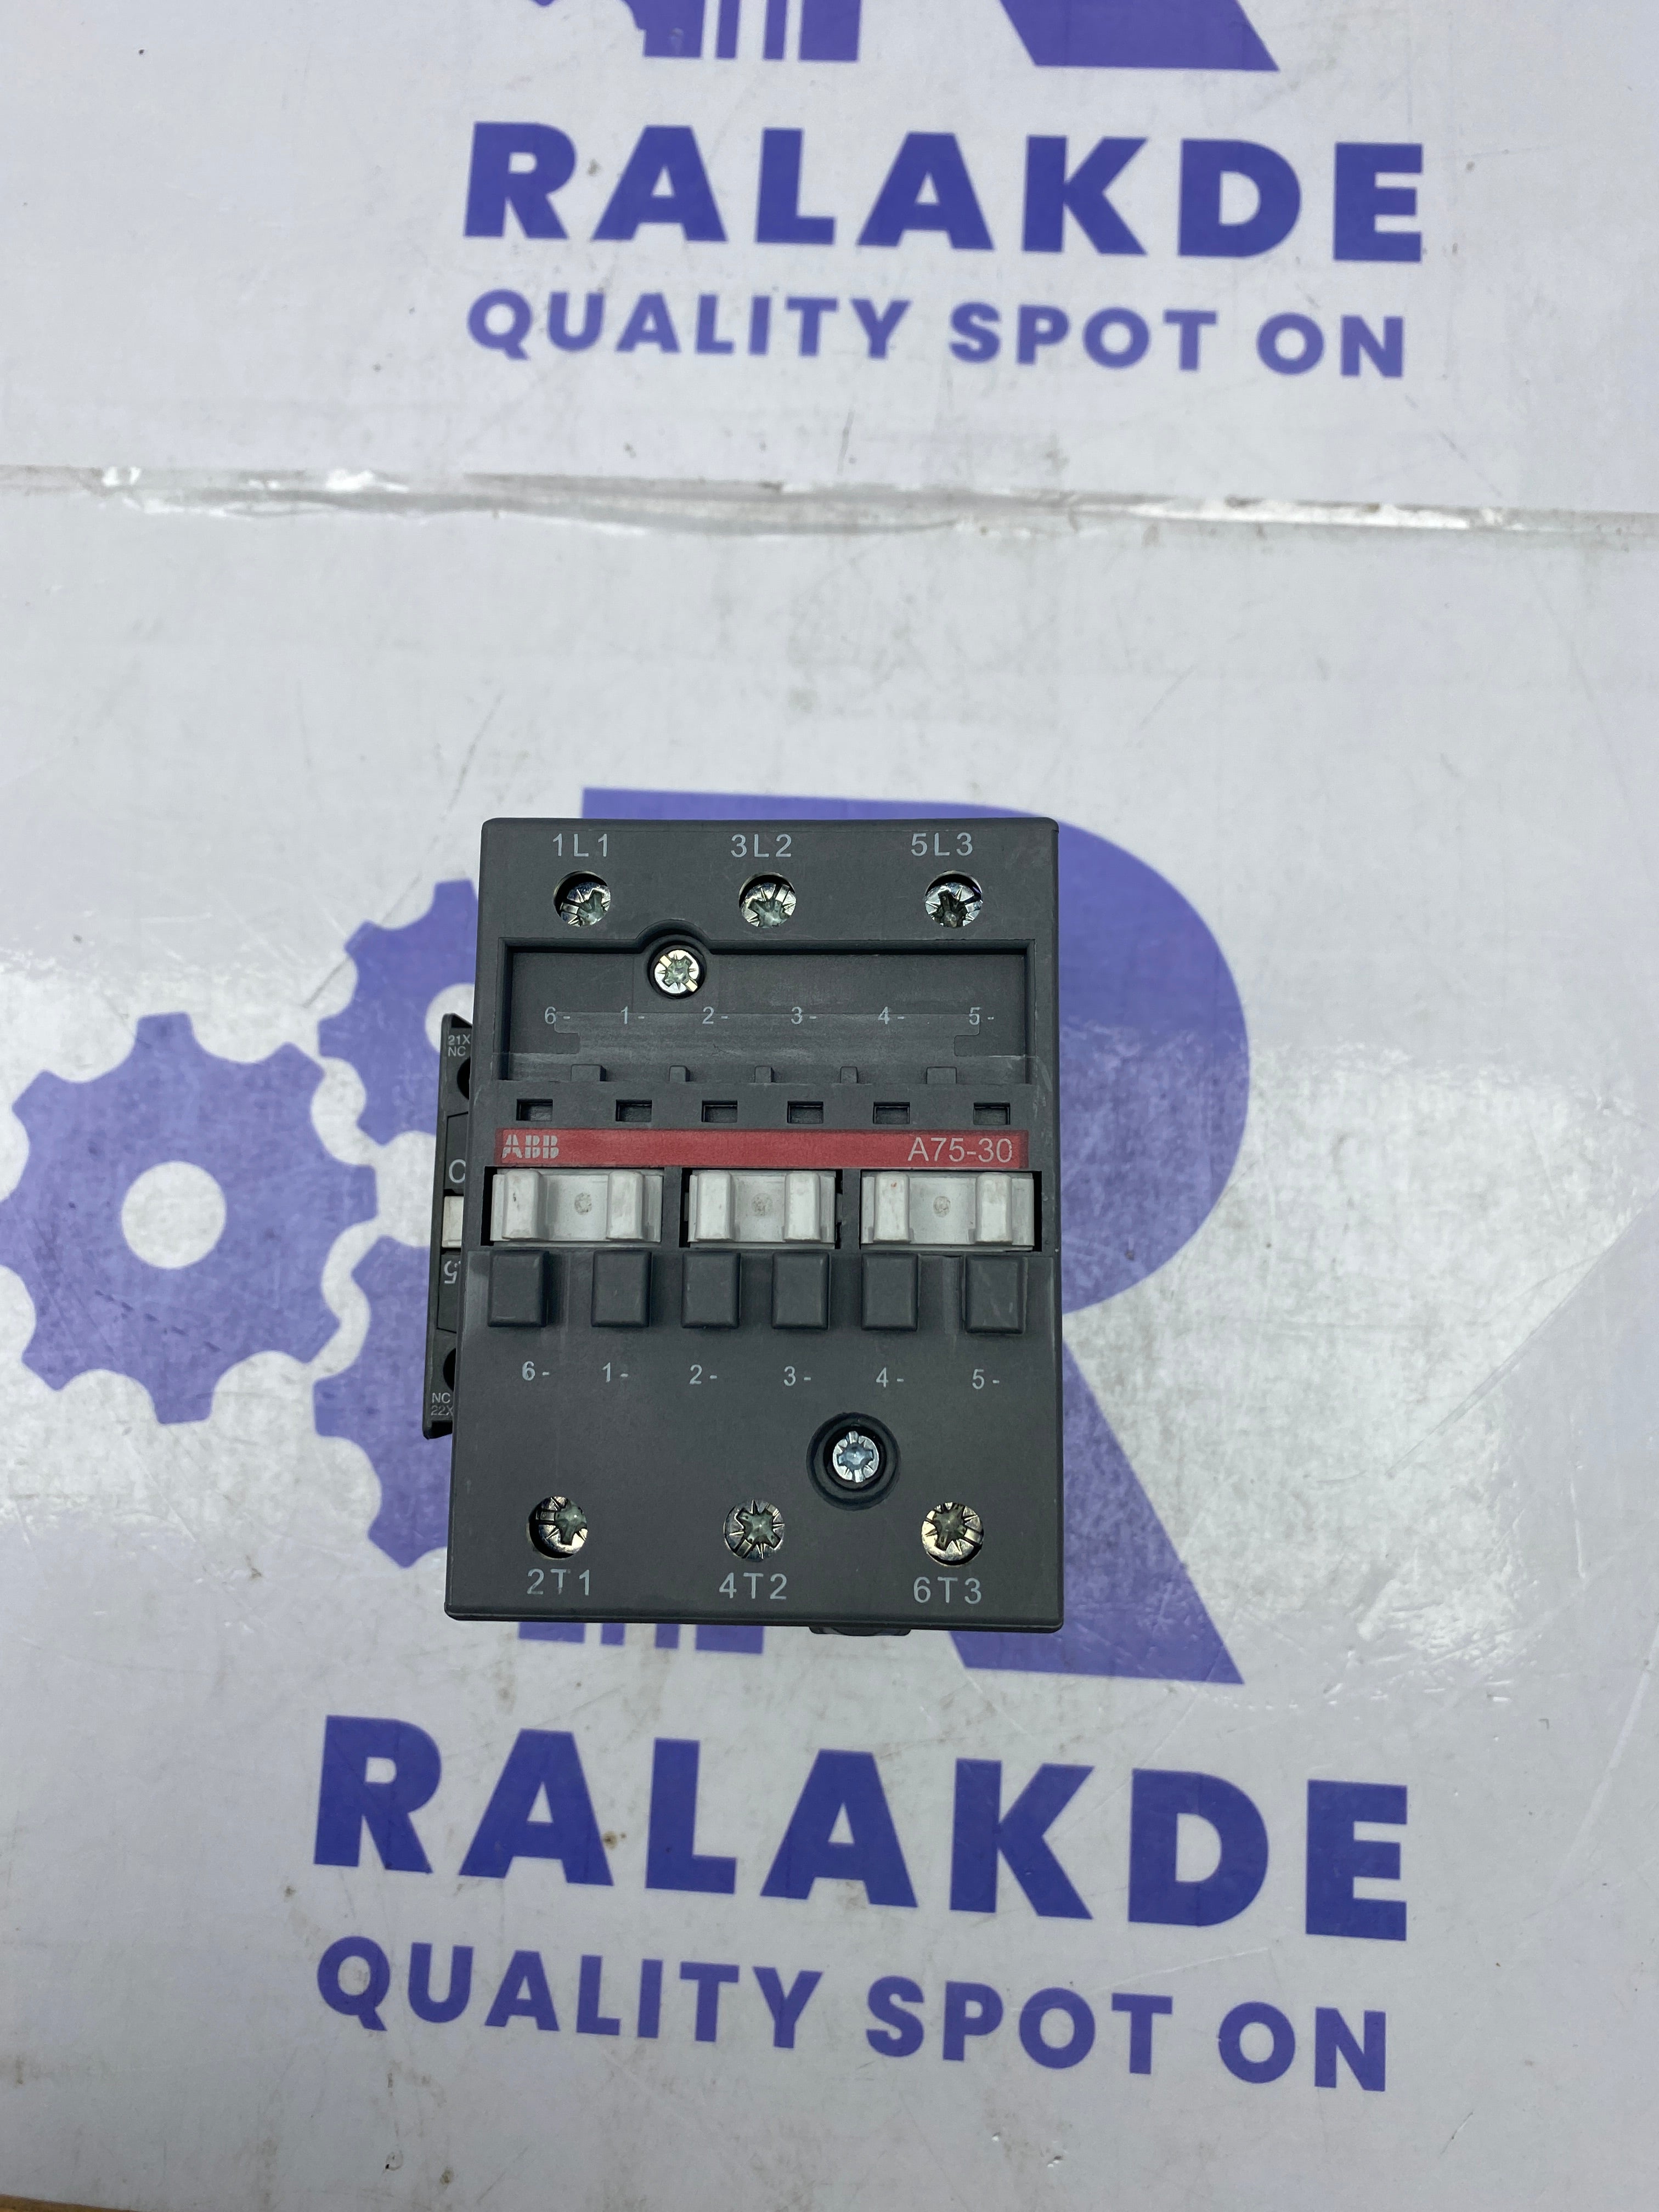 RALAKDE
QUALITY SPOT ON
1L1 3L2 5L3
6- 1- 2- 3- 4- 5-
21X
NC
ABB A75-30
C
5
6- 1- 2- 3- 4- 5-
NC
22X
2T1 4T2 6T3
RALAKDE
QUALITY SPOT ON